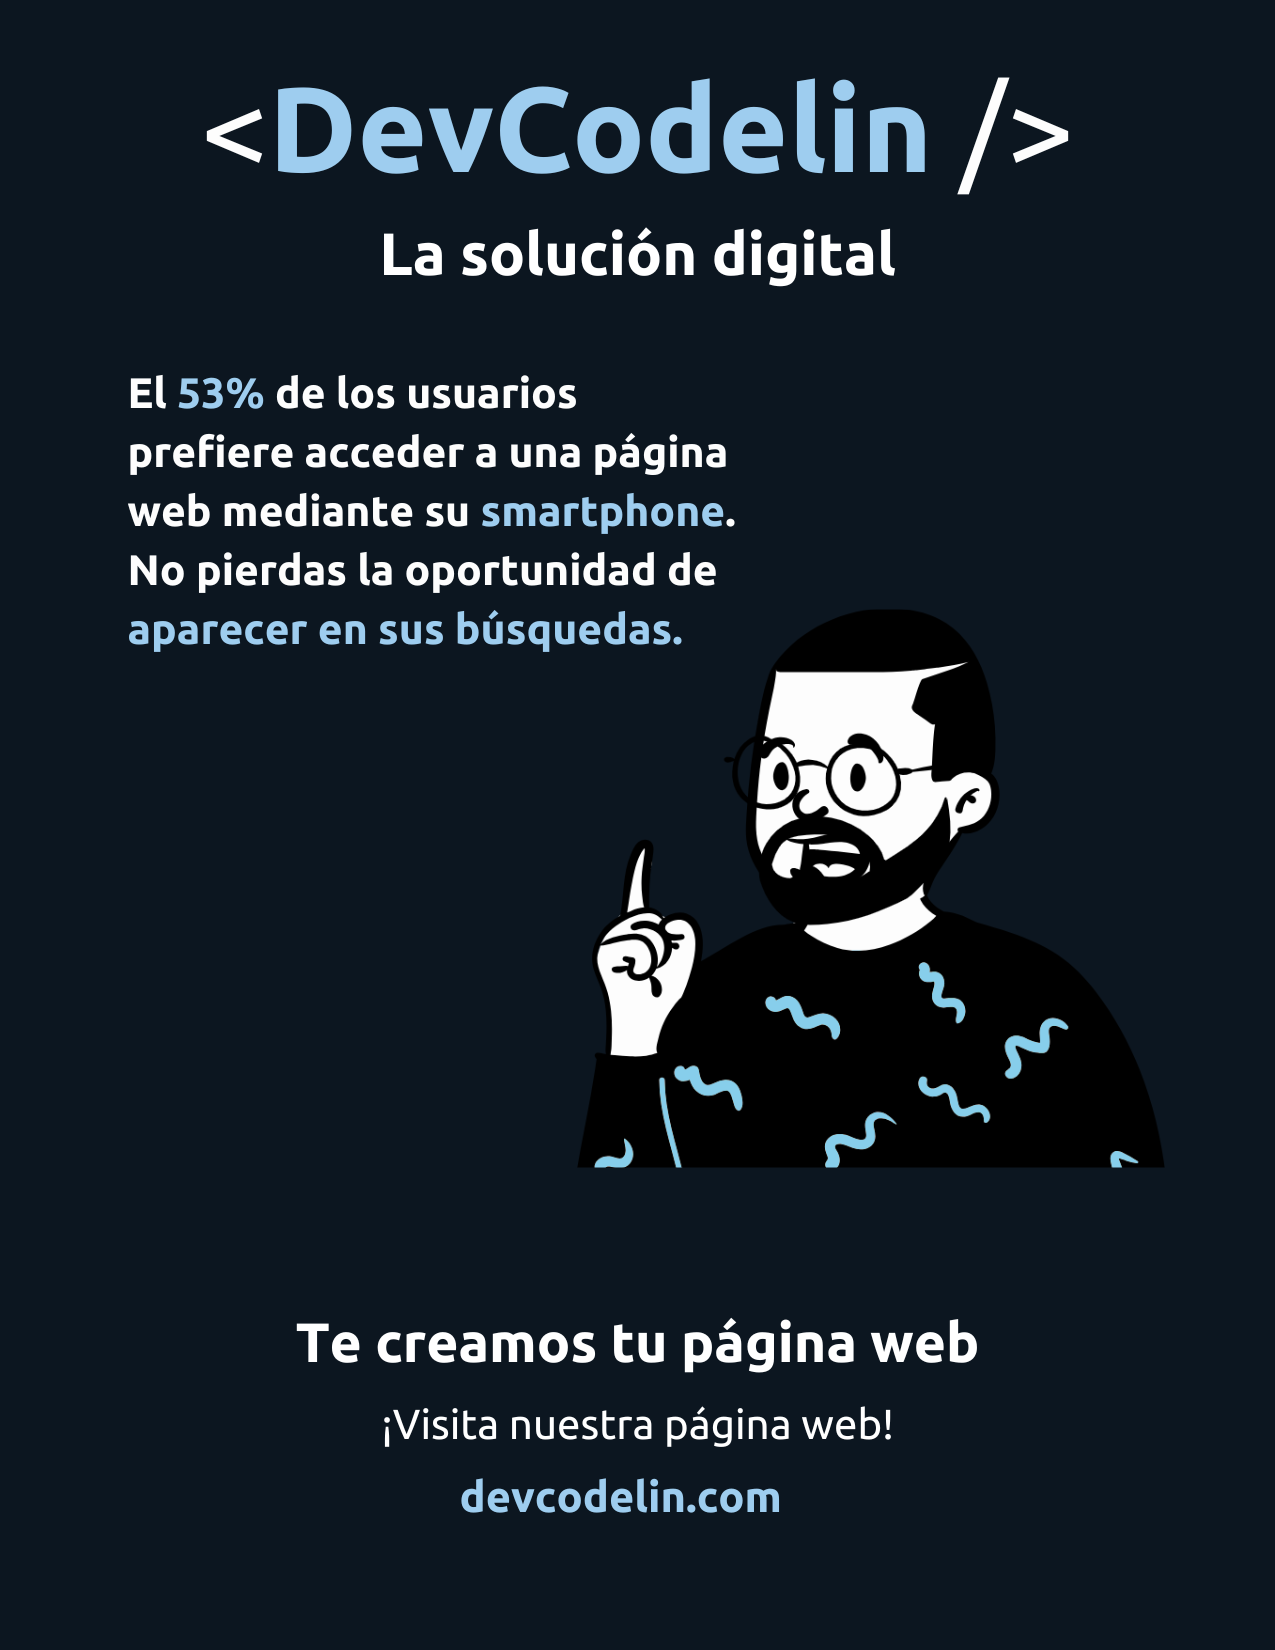 <DevCodelin />
La solución digital
El 53% de los usuarios
prefiere acceder a una página
web mediante su smartphone.
No pierdas la oportunidad de
aparecer en sus búsquedas.
Te creamos tu página web
¡Visita nuestra página web!
devcodelin.com